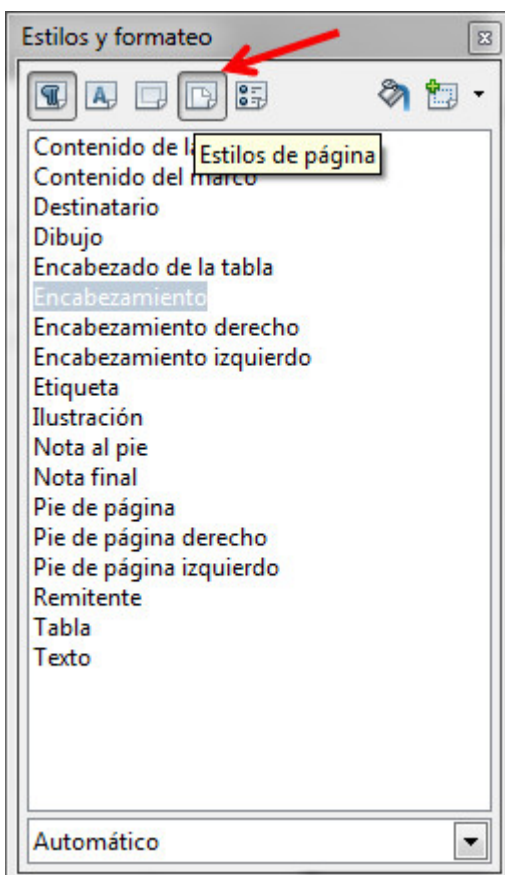 Estilos y formateo
Estilos de página
Contenido de l
Contenido del marco
Destinatario
Dibujo
Encabezado de la tabla
Encabezamiento
Encabezamiento derecho
Encabezamiento izquierdo
Etiqueta
Ilustración
Nota al pie
Nota final
Pie de página
Pie de página derecho
Pie de página izquierdo
Remitente
Tabla
Texto
Automático